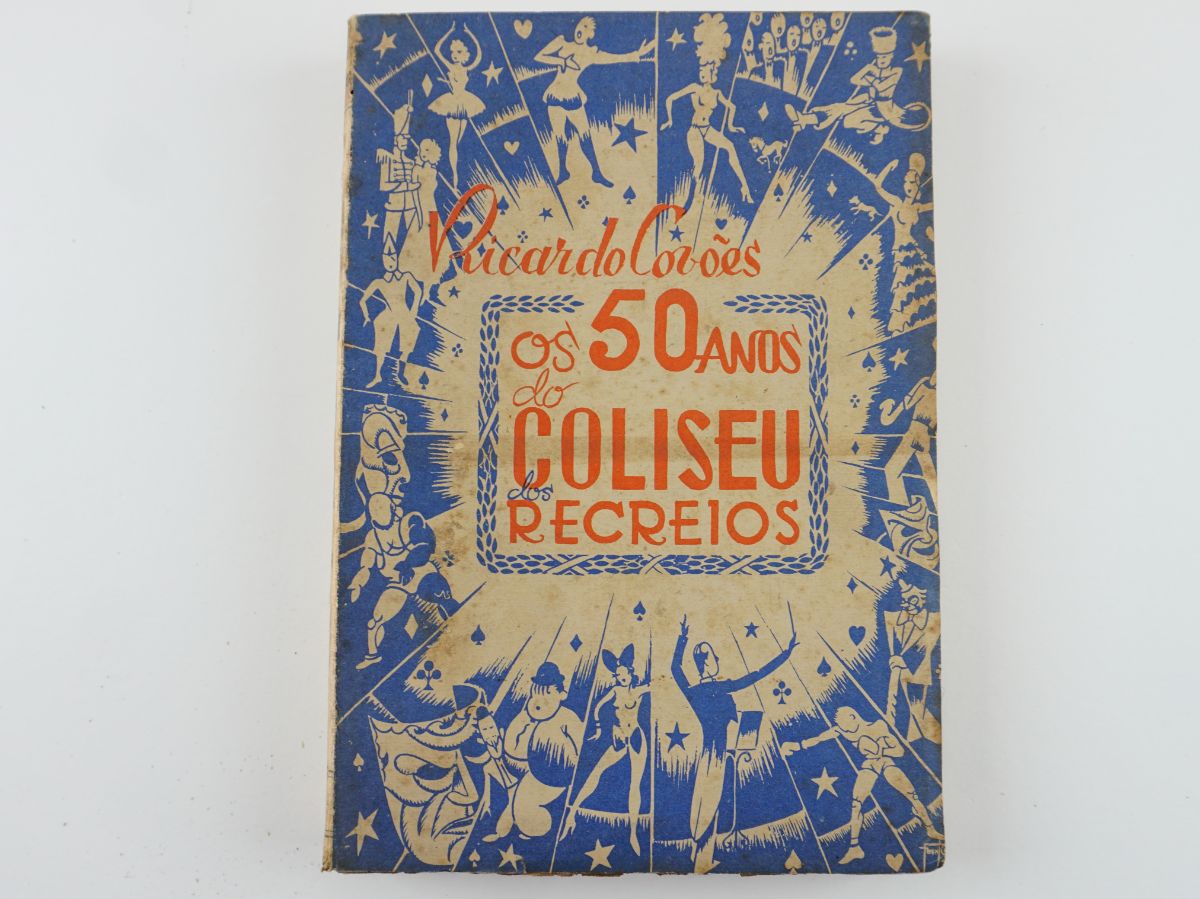 Ricardo Covões
OS 50 ANOS
do
COLISEU
dos
RECREIOS